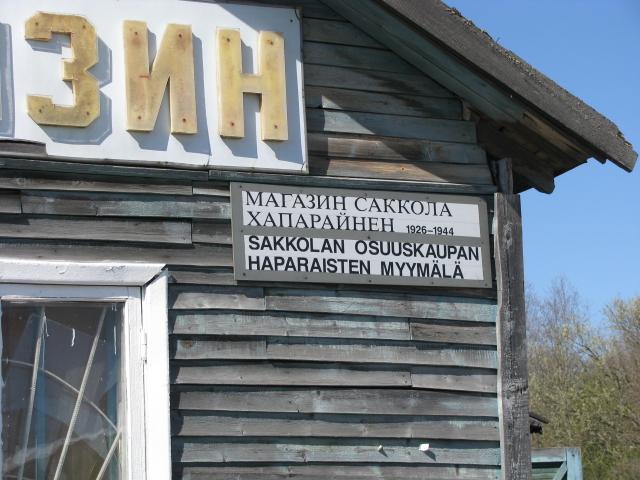 ЗИН
МАГАЗИН САККОЛА
ХАПАРАЙНЕН 1926–1944
SAKKOLAN OSUUSKAUPAN
HAPARAISTEN MYYMÄLÄ